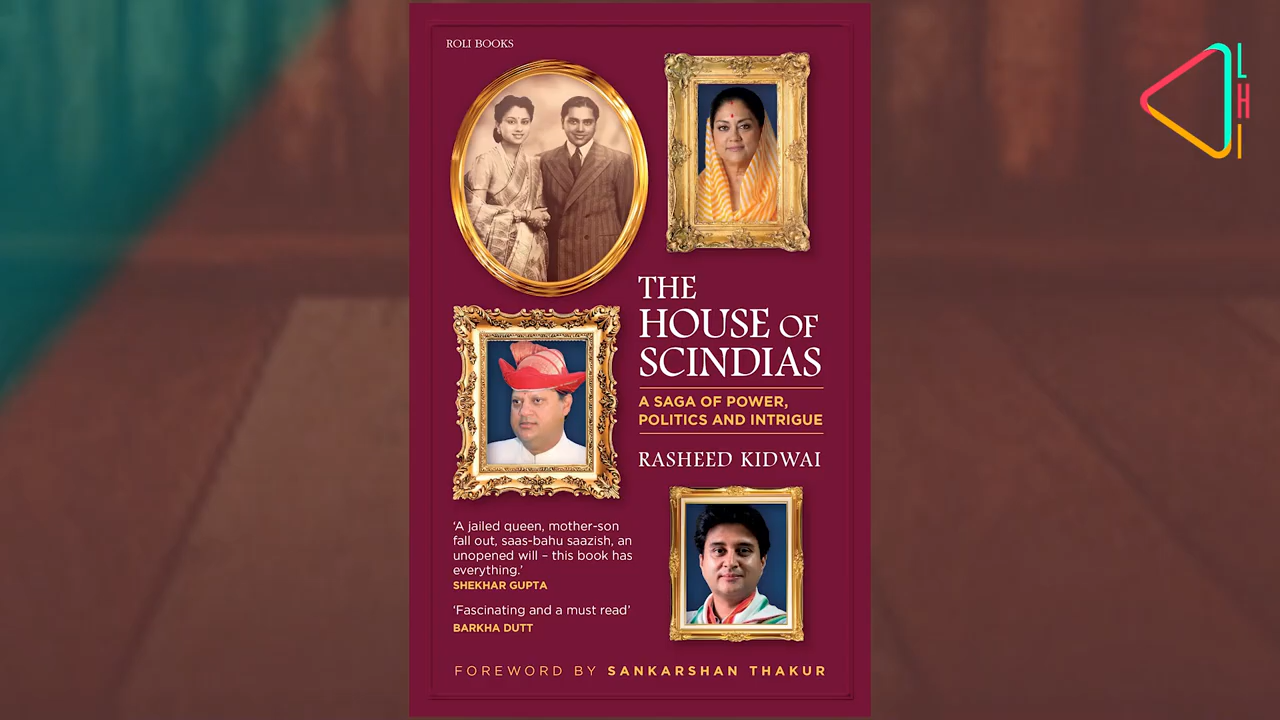 ROLI BOOKS
LHI
THE
HOUSE OF
SCINDIAS
A SAGA OF POWER,
POLITICS AND INTRIGUE
RASHEED KIDWAI
‘A jailed queen, mother-son
fall out, saas-bahu saazish, an
unopened will – this book has
everything.’
SHEKHAR GUPTA
‘Fascinating and a must read’
BARKHA DUTT
FOREWORD BY SANKARSHAN THAKUR